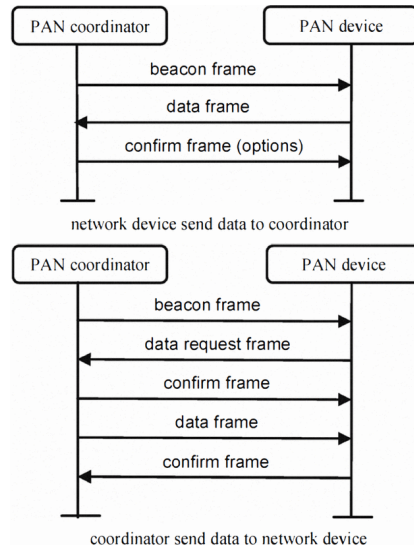 PAN coordinator PAN device
beacon frame
data frame
confirm frame (options)
network device send data to coordinator
PAN coordinator PAN device
beacon frame
data request frame
confirm frame
data frame
confirm frame
coordinator send data to network device